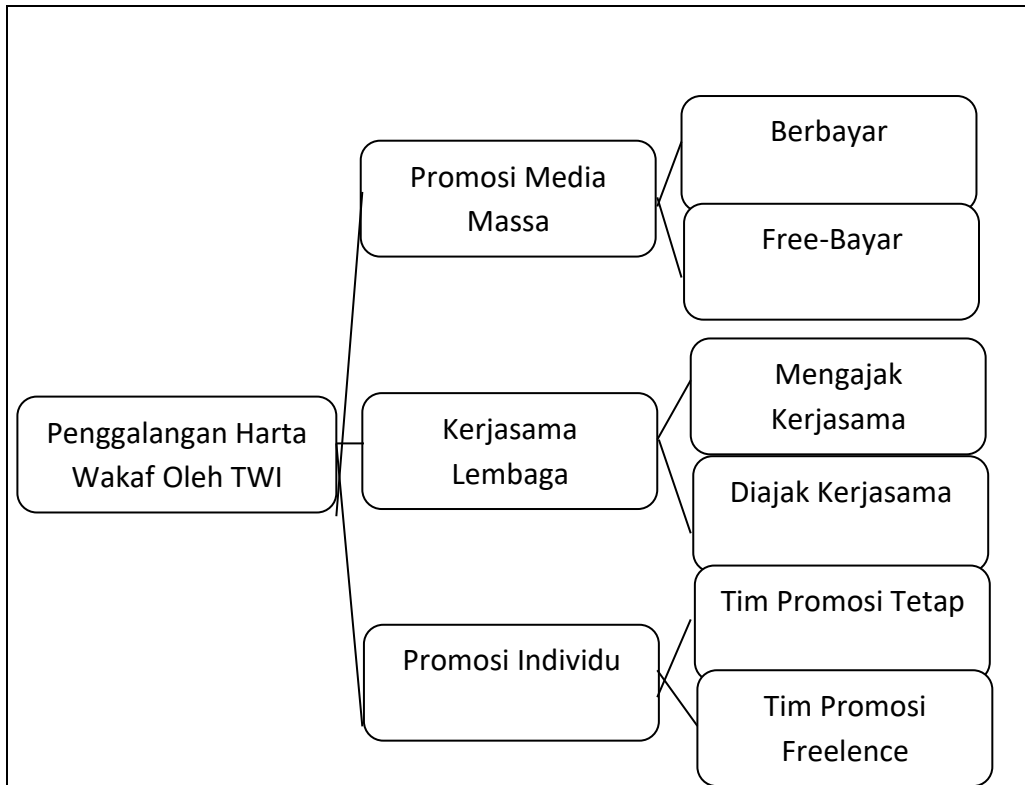 Berbayar
Promosi Media
Massa
Free-Bayar
Mengajak
Kerjasama
Penggalangan Harta
Wakaf Oleh TWI
Kerjasama
Lembaga
Diajak Kerjasama
Tim Promosi Tetap
Promosi Individu
Tim Promosi
Freelence